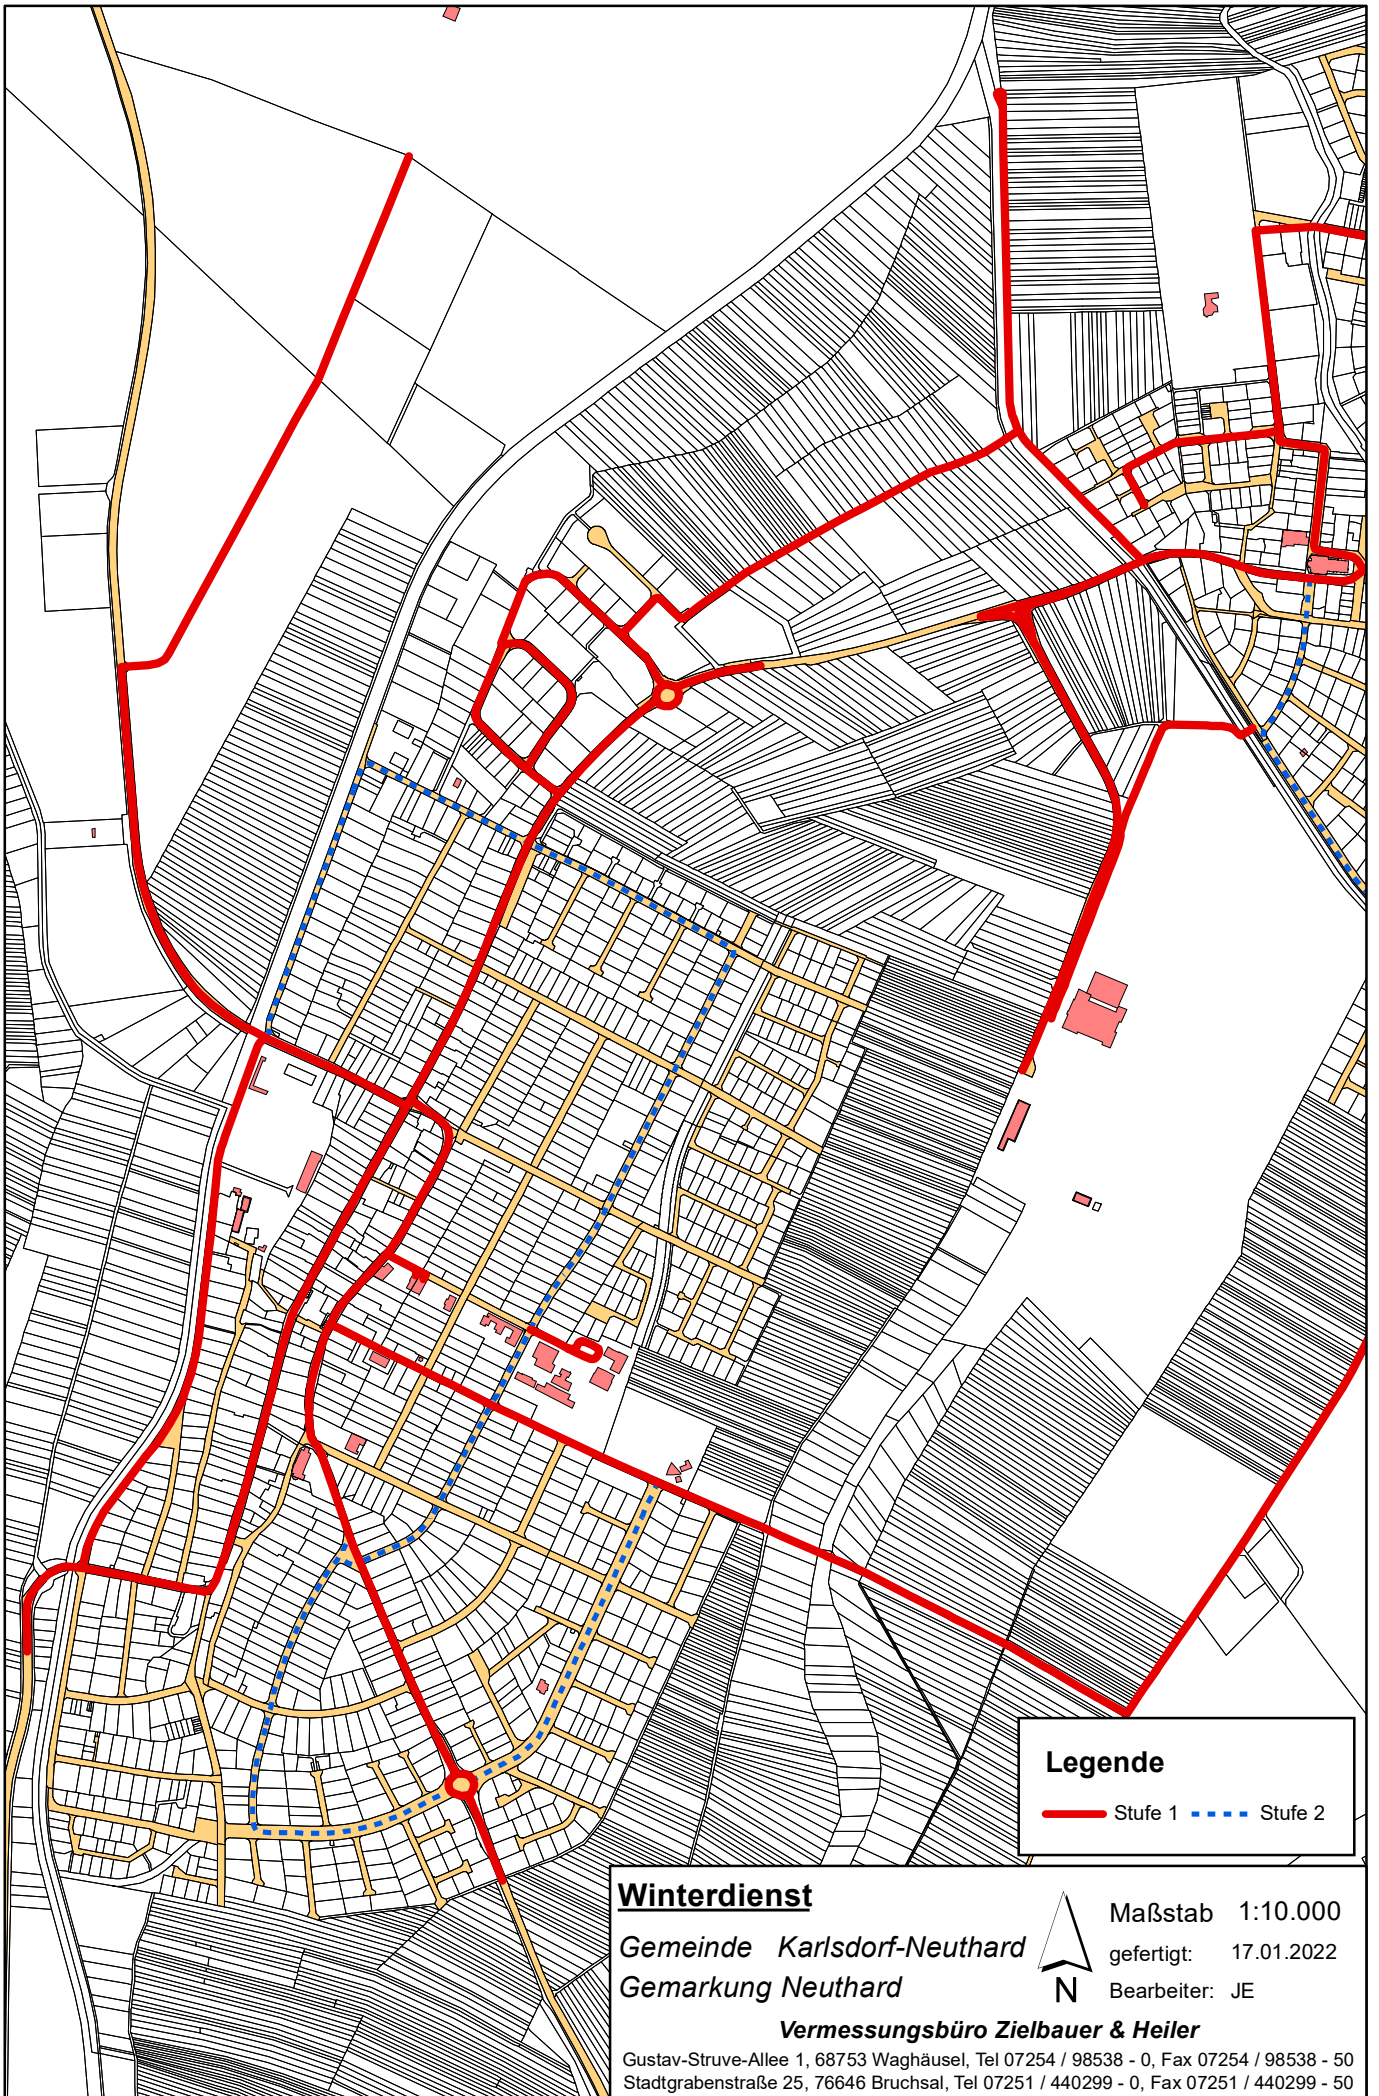 Legende
Stufe 1 Stufe 2
Winterdienst
Gemeinde Karlsdorf-Neuthard
Gemarkung Neuthard
N
Maßstab 1:10.000
gefertigt: 17.01.2022
Bearbeiter: JE
Vermessungsbüro Zielbauer & Heiler
Gustav-Struve-Allee 1, 68753 Waghäusel, Tel 07254 / 98538 - 0, Fax 07254 / 98538 - 50
Stadtgrabenstraße 25, 76646 Bruchsal, Tel 07251 / 440299 - 0, Fax 07251 / 440299 - 50